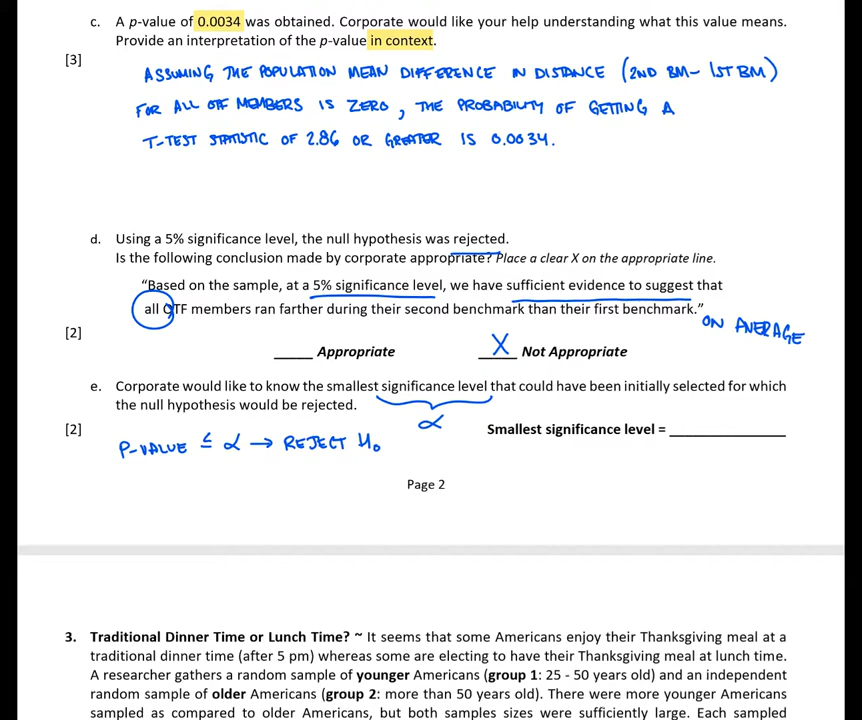 c. A p-value of 0.0034 was obtained. Corporate would like your help understanding what this value means.
Provide an interpretation of the p-value in context.
[3]
ASSUMING THE POPULATION MEAN DIFFERENCE IN DISTANCE (2ND BM - 1ST BM)
FOR ALL OTF MEMBERS IS ZERO, THE PROBABILITY OF GETTING A
T-TEST STATISTIC OF 2.86 OR GREATER IS 0.0034.
d. Using a 5% significance level, the null hypothesis was rejected.
Is the following conclusion made by corporate appropriate? Place a clear X on the appropriate line.
“Based on the sample, at a 5% significance level, we have sufficient evidence to suggest that
all OTF members ran farther during their second benchmark than their first benchmark.”
ON AVERAGE
[2]
_____ Appropriate X Not Appropriate
e. Corporate would like to know the smallest significance level that could have been initially selected for which
the null hypothesis would be rejected.
α
[2]
Smallest significance level = _______________
P-VALUE ≤ α → REJECT H₀
Page 2
3. Traditional Dinner Time or Lunch Time? ~ It seems that some Americans enjoy their Thanksgiving meal at a
traditional dinner time (after 5 pm) whereas some are electing to have their Thanksgiving meal at lunch time.
A researcher gathers a random sample of younger Americans (group 1: 25 - 50 years old) and an independent
random sample of older Americans (group 2: more than 50 years old). There were more younger Americans
sampled as compared to older Americans, but both samples sizes were sufficiently large. Each sampled